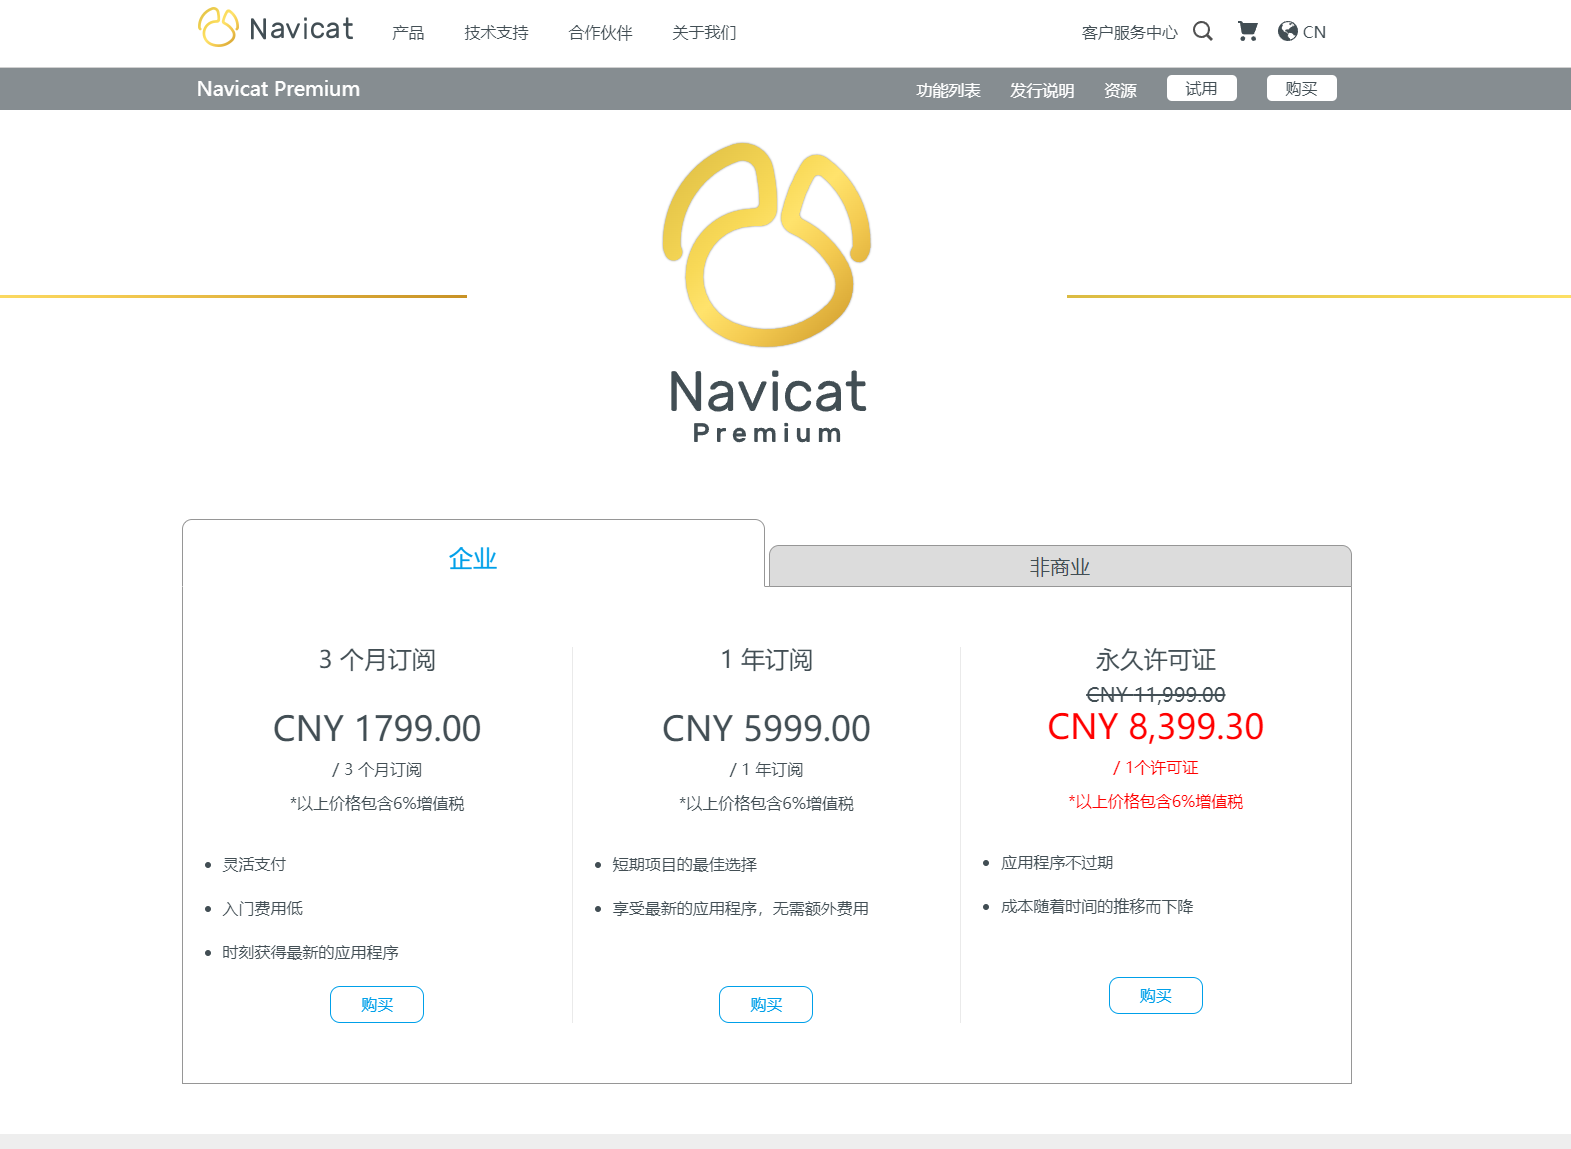 Navicat
产品
技术支持
合作伙伴
关于我们
客户服务中心
CN
Navicat Premium
功能列表
发行说明
资源
试用
购买
Navicat
Premium
企业
非商业
3 个月订阅
CNY 1799.00
/ 3 个月订阅
*以上价格包含6%增值税
灵活支付
入门费用低
时刻获得最新的应用程序
购买
1 年订阅
CNY 5999.00
/ 1 年订阅
*以上价格包含6%增值税
短期项目的最佳选择
享受最新的应用程序，无需额外费用
购买
永久许可证
CNY 11,999.00
CNY 8,399.30
/ 1个许可证
*以上价格包含6%增值税
应用程序不过期
成本随着时间的推移而下降
购买